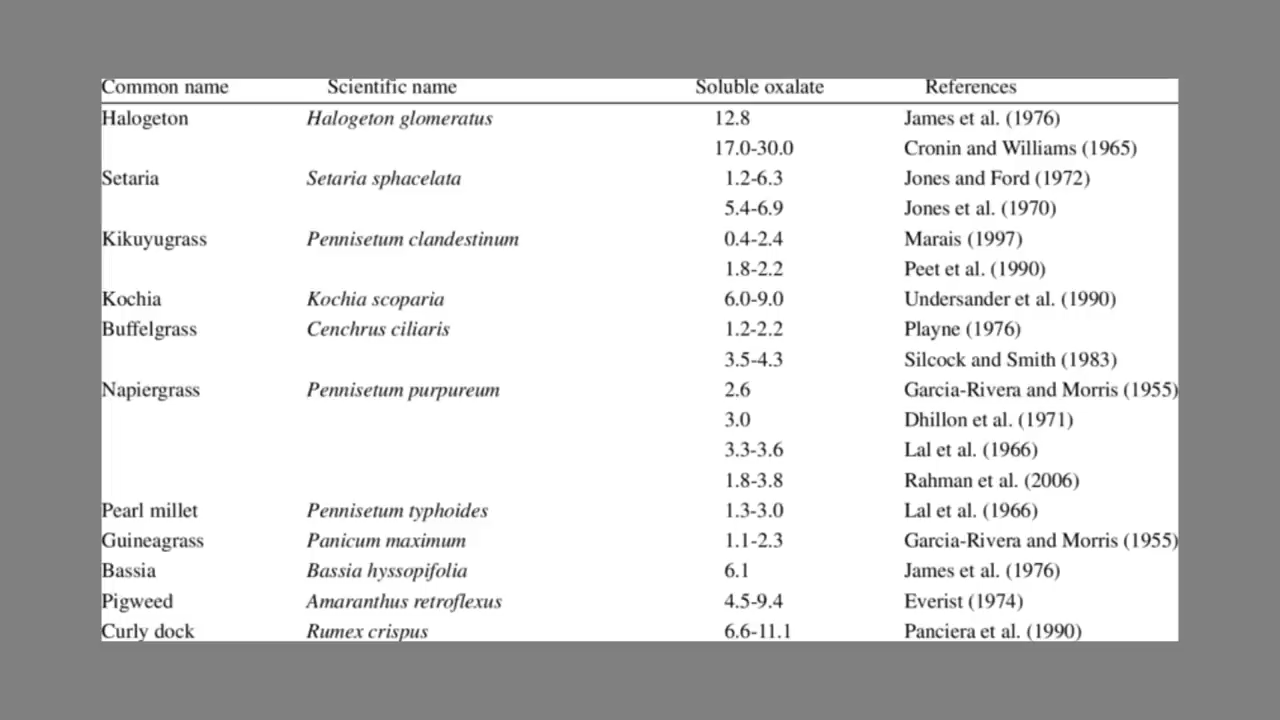 Common name Scientific name Soluble oxalate References
Halogeton Halogeton glomeratus 12.8 James et al. (1976)
17.0-30.0 Cronin and Williams (1965)
Setaria Setaria sphacelata 1.2-6.3 Jones and Ford (1972)
5.4-6.9 Jones et al. (1970)
Kikuyugrass Pennisetum clandestinum 0.4-2.4 Marais (1997)
1.8-2.2 Peet et al. (1990)
Kochia Kochia scoparia 6.0-9.0 Undersander et al. (1990)
Buffelgrass Cenchrus ciliaris 1.2-2.2 Playne (1976)
3.5-4.3 Silcock and Smith (1983)
Napiergrass Pennisetum purpureum 2.6 Garcia-Rivera and Morris (1955)
3.0 Dhillon et al. (1971)
3.3-3.6 Lal et al. (1966)
1.8-3.8 Rahman et al. (2006)
Pearl millet Pennisetum typhoides 1.3-3.0 Lal et al. (1966)
Guineagrass Panicum maximum 1.1-2.3 Garcia-Rivera and Morris (1955)
Bassia Bassia hyssopifolia 6.1 James et al. (1976)
Pigweed Amaranthus retroflexus 4.5-9.4 Everist (1974)
Curly dock Rumex crispus 6.6-11.1 Panciera et al. (1990)